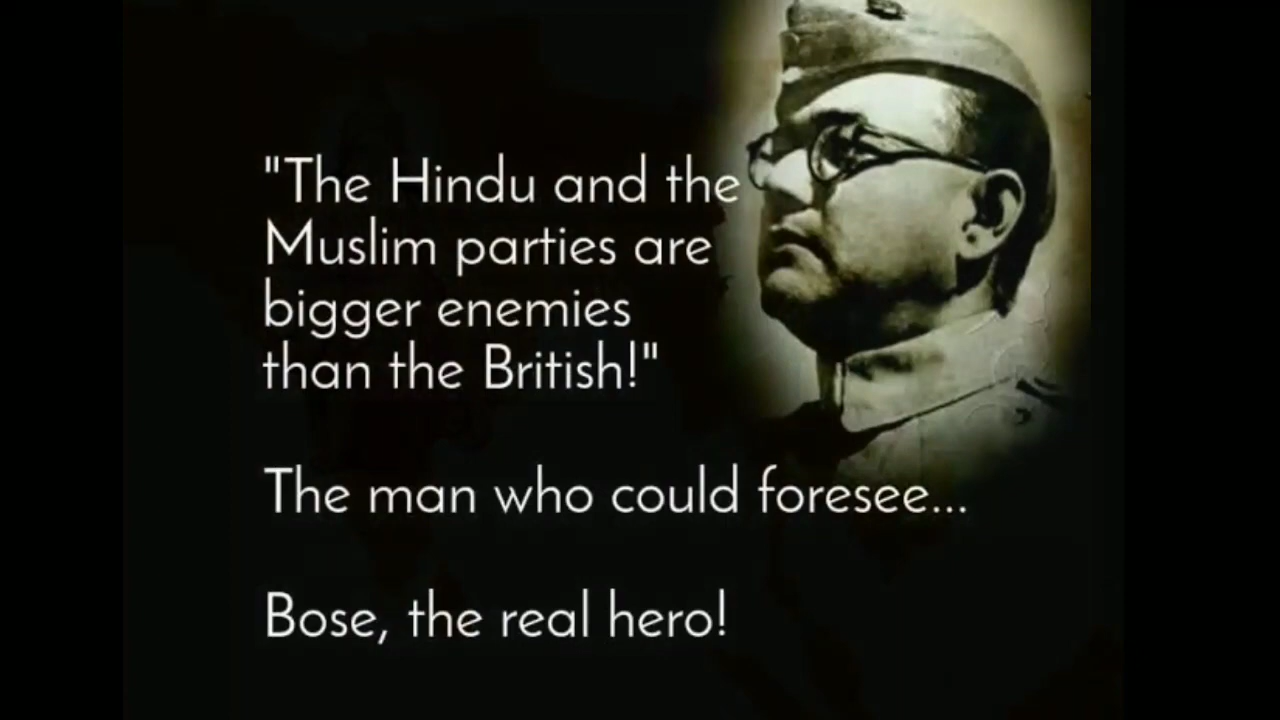 "The Hindu and the
Muslim parties are
bigger enemies
than the British!"
The man who could foresee...
Bose, the real hero!